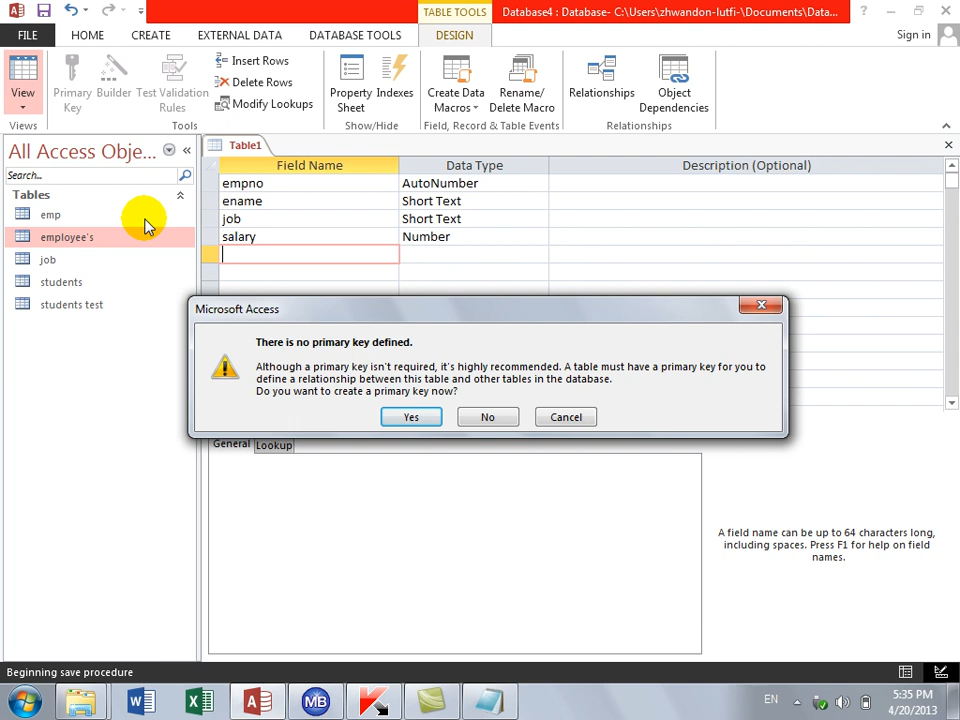 TABLE TOOLS
Database4 : Database- C:\Users\zhwandon-lutfi-\Documents\Data...
FILE
HOME
CREATE
EXTERNAL DATA
DATABASE TOOLS
DESIGN
Sign in
View
Primary Key
Builder
Test Validation Rules
Insert Rows
Delete Rows
Modify Lookups
Property Sheet
Indexes
Create Data Macros
Rename/ Delete Macro
Relationships
Object Dependencies
Views
Tools
Show/Hide
Field, Record & Table Events
Relationships
All Access Obje...
Search...
Tables
emp
employee's
job
students
students test
Table1
Field Name Data Type Description (Optional)
empno AutoNumber
ename Short Text
job Short Text
salary Number
Microsoft Access
There is no primary key defined.
Although a primary key isn't required, it's highly recommended. A table must have a primary key for you to
define a relationship between this table and other tables in the database.
Do you want to create a primary key now?
Yes
No
Cancel
General
Lookup
A field name can be up to 64 characters long,
including spaces. Press F1 for help on field
names.
Beginning save procedure
EN
5:35 PM
4/20/2013